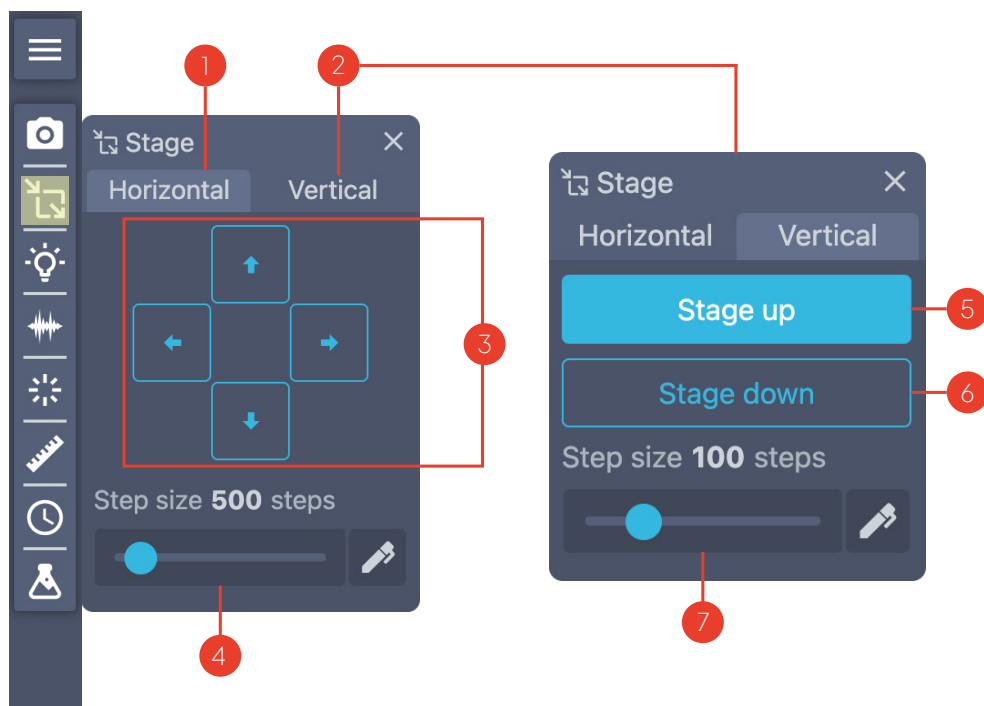 1
2
Stage
Horizontal Vertical
3
Step size 500 steps
4
Stage
Horizontal Vertical
Stage up
5
Stage down
6
Step size 100 steps
7